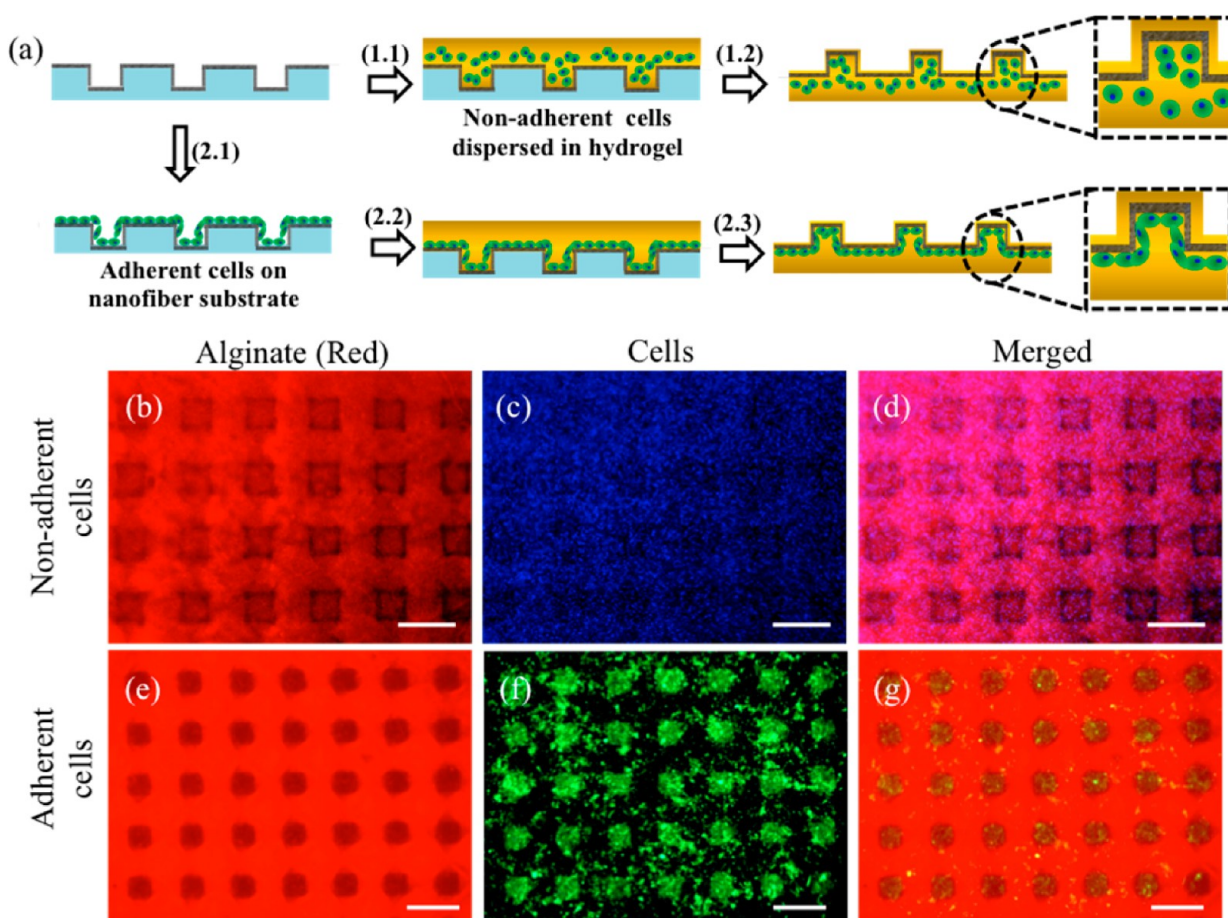 (a)
(1.1)
(1.2)
Non-adherent cells
dispersed in hydrogel
(2.1)
(2.2)
(2.3)
Adherent cells on
nanofiber substrate
Alginate (Red)
Cells
Merged
Non-adherent
cells
(b)
(c)
(d)
Adherent
cells
(e)
(f)
(g)